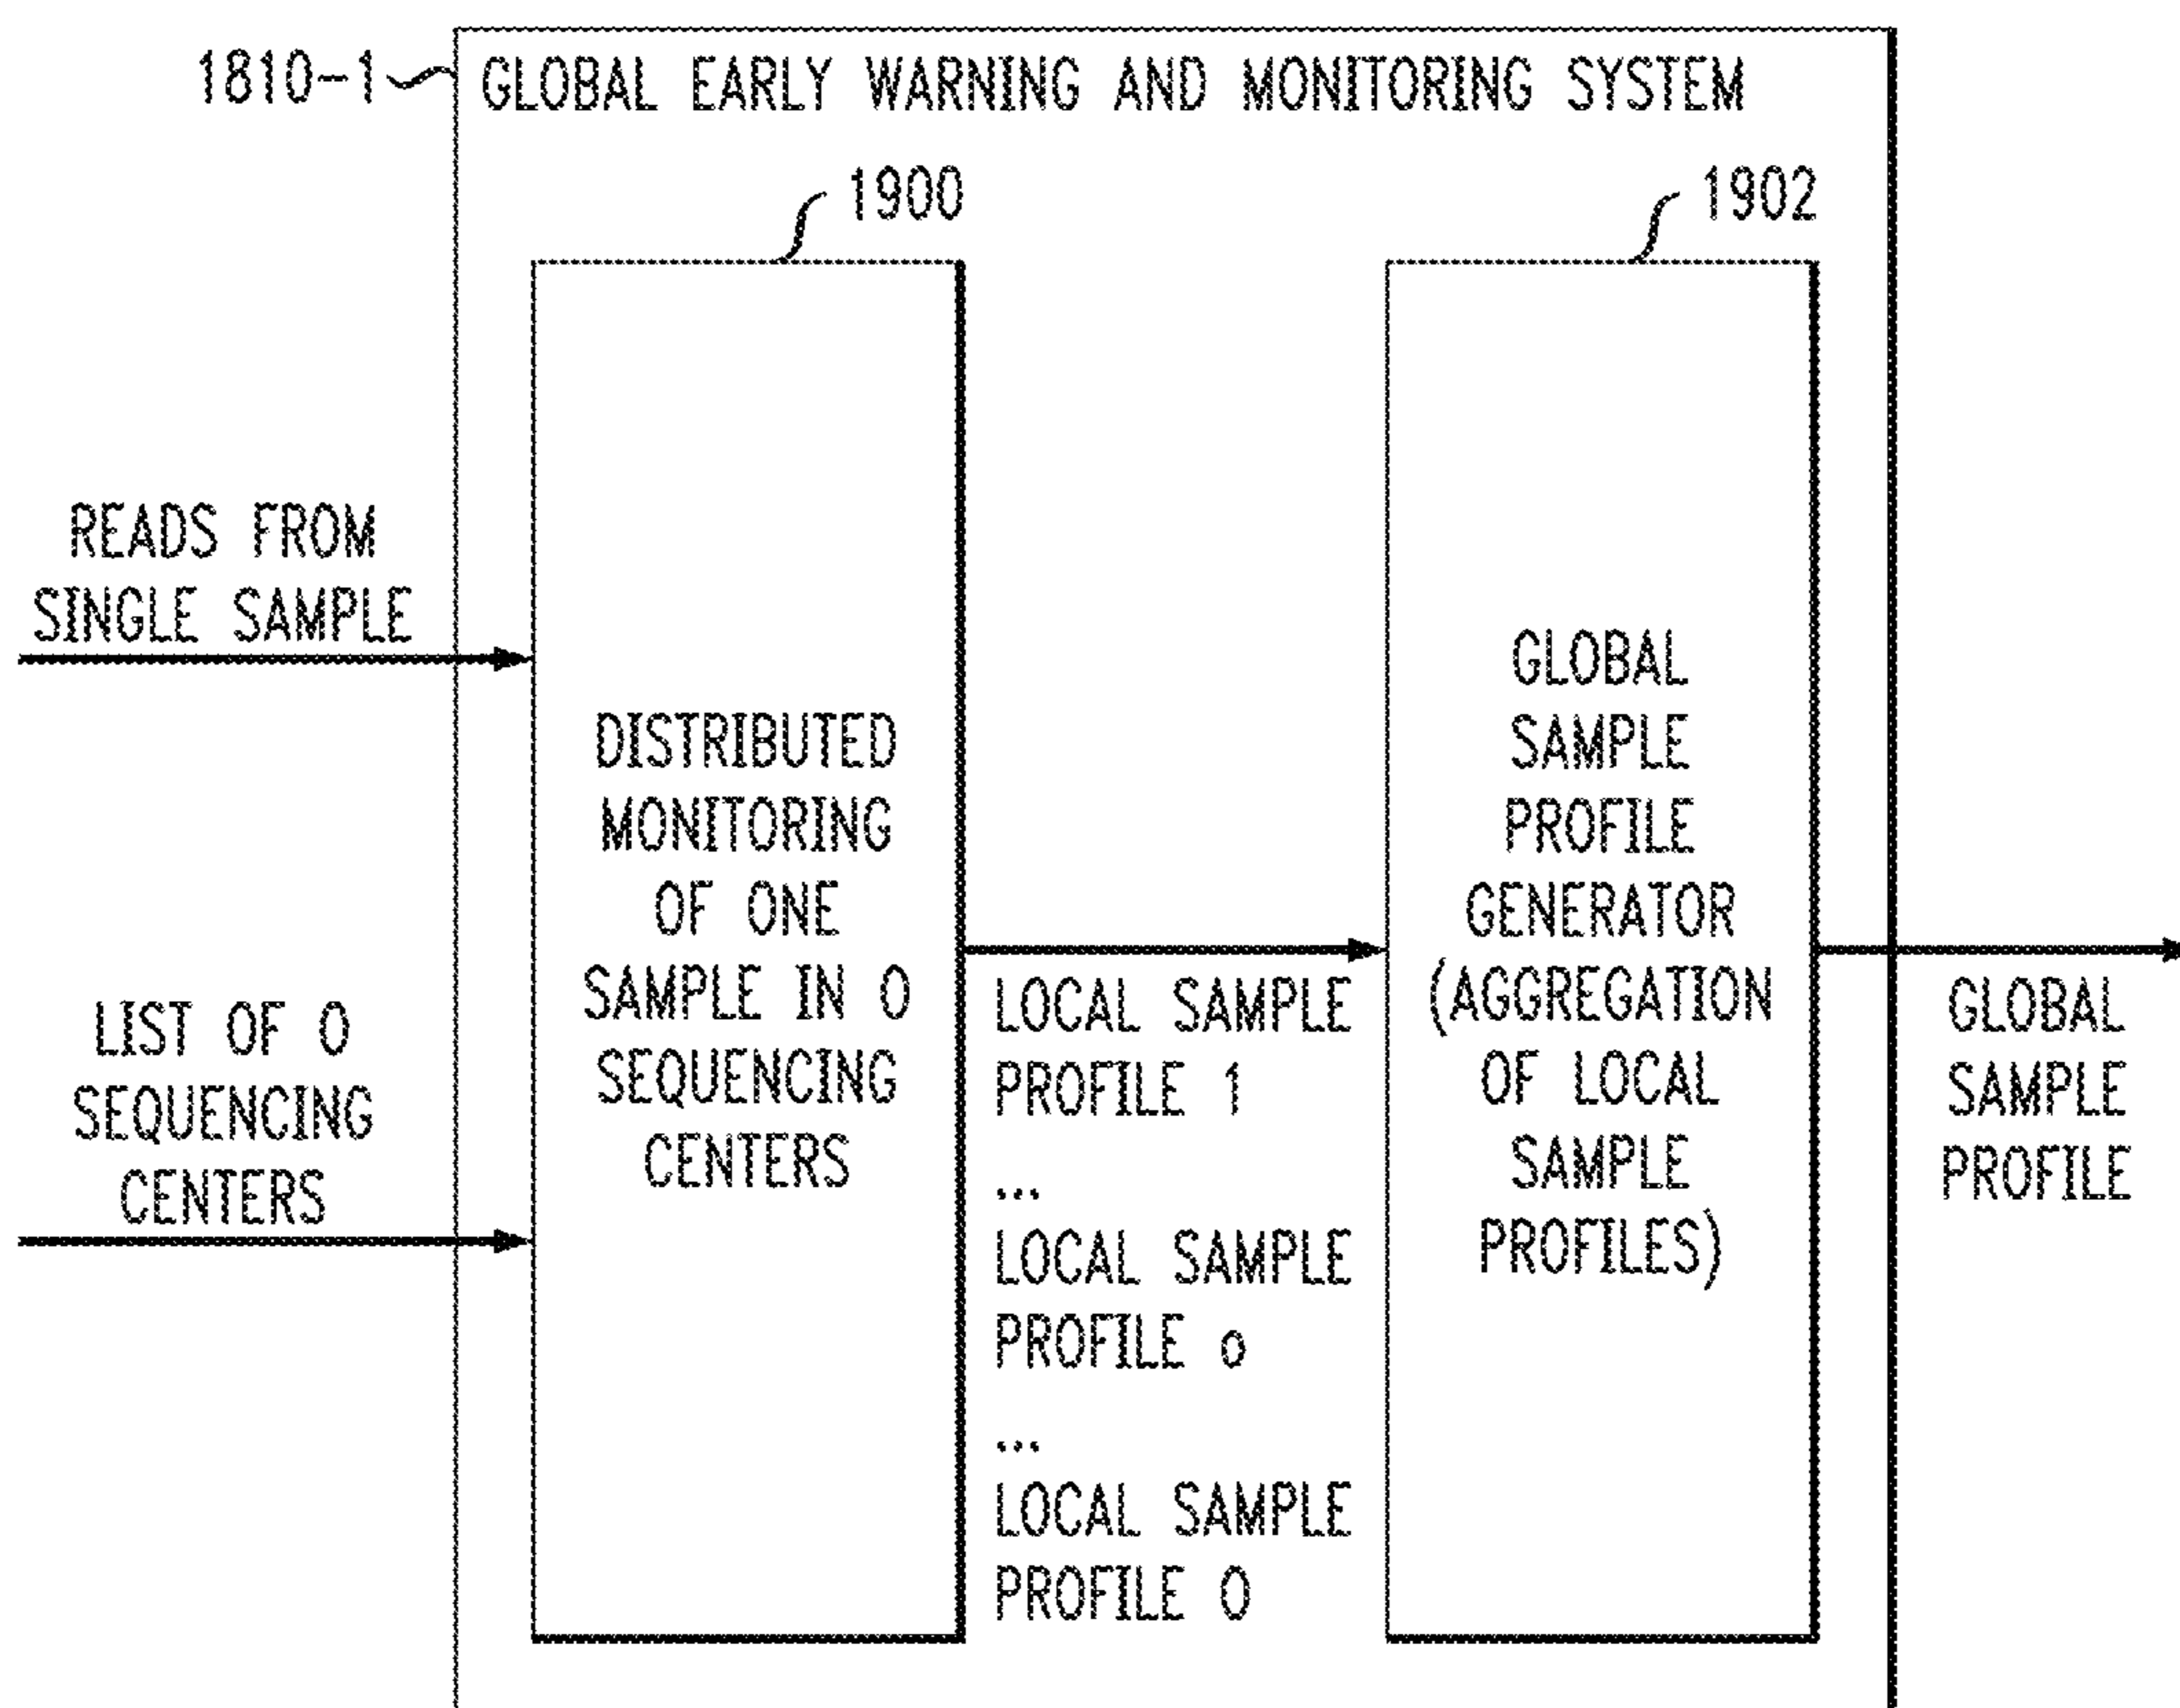 1810-1
GLOBAL EARLY WARNING AND MONITORING SYSTEM
1900
1902
READS FROM
SINGLE SAMPLE
LIST OF O
SEQUENCING
CENTERS
DISTRIBUTED
MONITORING
OF ONE
SAMPLE IN O
SEQUENCING
CENTERS
LOCAL SAMPLE
PROFILE 1
...
LOCAL SAMPLE
PROFILE o
...
LOCAL SAMPLE
PROFILE O
GLOBAL
SAMPLE
PROFILE
GENERATOR
(AGGREGATION
OF LOCAL
SAMPLE
PROFILES)
GLOBAL
SAMPLE
PROFILE